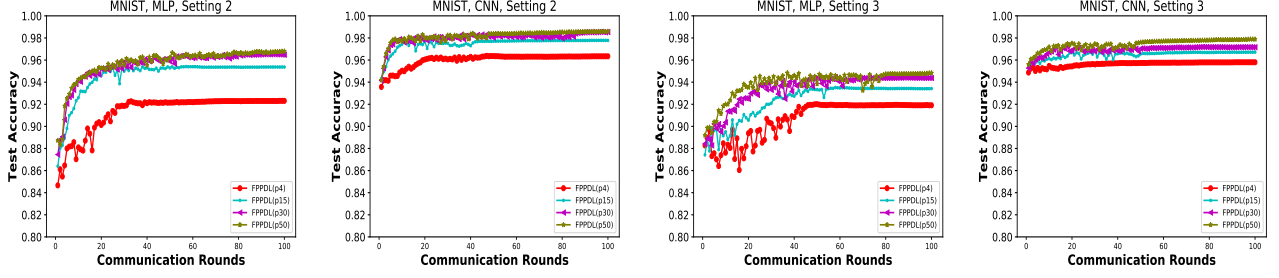 MNIST, MLP, Setting 2
1.00
0.98
0.96
0.94
0.92
0.90
0.88
0.86
0.84
0.82
0.80
Test Accuracy
0 20 40 60 80 100
Communication Rounds
FPPDL(p4)
FPPDL(p15)
FPPDL(p30)
FPPDL(p50)
MNIST, CNN, Setting 2
1.00
0.98
0.96
0.94
0.92
0.90
0.88
0.86
0.84
0.82
0.80
Test Accuracy
0 20 40 60 80 100
Communication Rounds
FPPDL(p4)
FPPDL(p15)
FPPDL(p30)
FPPDL(p50)
MNIST, MLP, Setting 3
1.00
0.98
0.96
0.94
0.92
0.90
0.88
0.86
0.84
0.82
0.80
Test Accuracy
0 20 40 60 80 100
Communication Rounds
FPPDL(p4)
FPPDL(p15)
FPPDL(p30)
FPPDL(p50)
MNIST, CNN, Setting 3
1.00
0.98
0.96
0.94
0.92
0.90
0.88
0.86
0.84
0.82
0.80
Test Accuracy
0 20 40 60 80 100
Communication Rounds
FPPDL(p4)
FPPDL(p15)
FPPDL(p30)
FPPDL(p50)